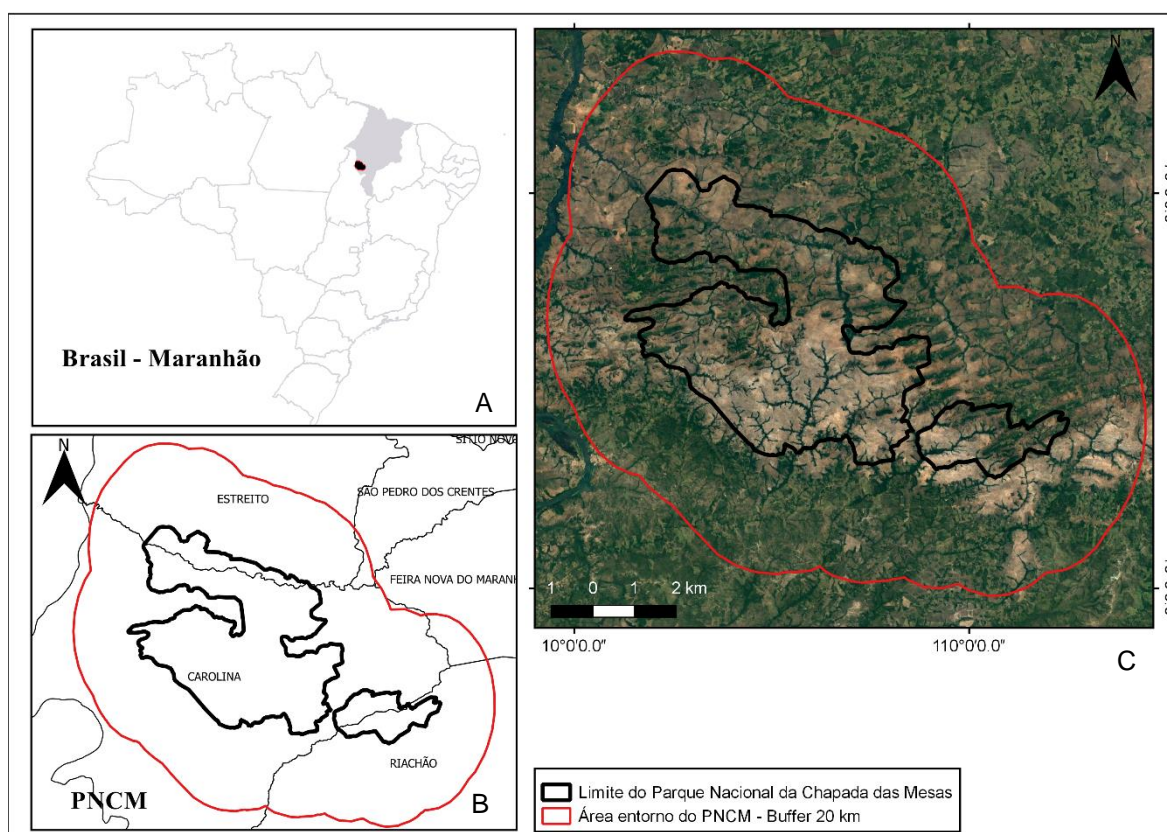 Brasil - Maranhão
A
N
ESTREITO
SITIO NOVO
SÃO PEDRO DOS CRENTES
FEIRA NOVA DO MARANH
CAROLINA
RIACHÃO
PNCM
B
N
1 0 1 2 km
10°0'0.0"
110°0'0.0"
C
Limite do Parque Nacional da Chapada das Mesas
Área entorno do PNCM - Buffer 20 km